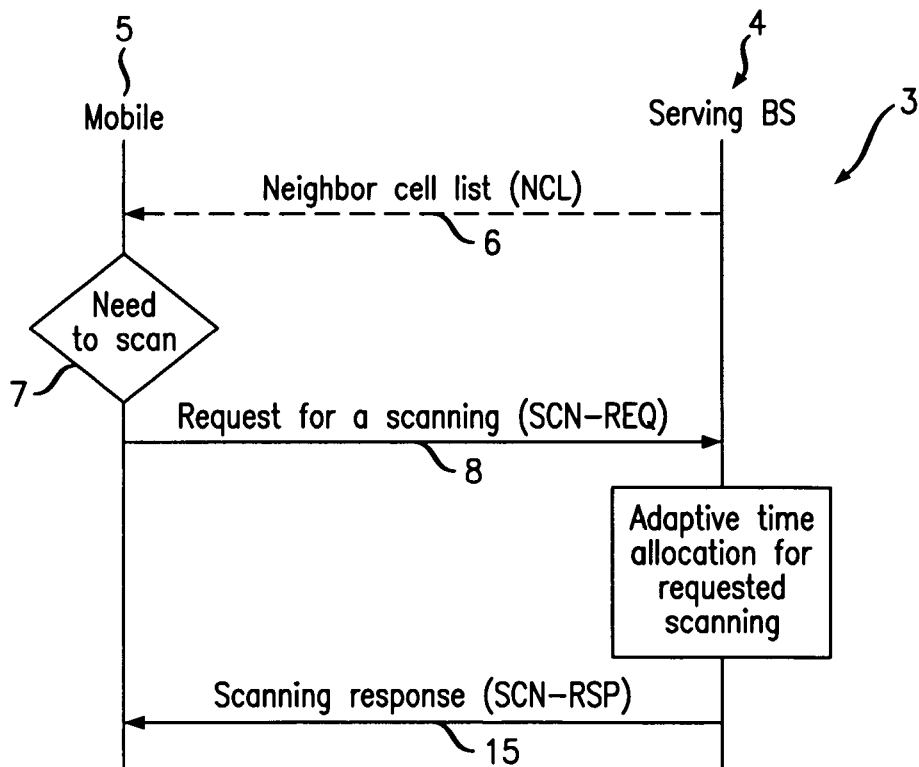 5
4
Mobile
Serving BS
3
Neighbor cell list (NCL)
6
Need
to scan
7
Request for a scanning (SCN-REQ)
8
Adaptive time
allocation for
requested
scanning
Scanning response (SCN-RSP)
15